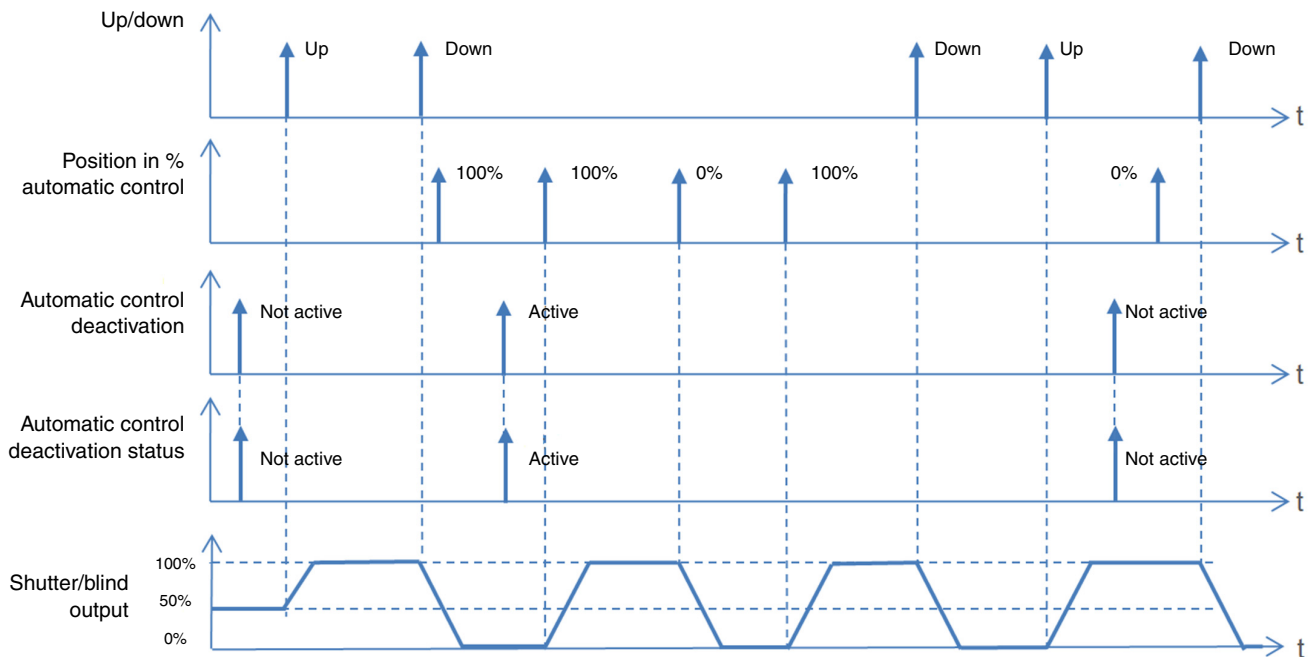 Up/down
Up
Down
Down
Up
Down
t
Position in %
automatic control
100%
100%
0%
100%
0%
t
Automatic control
deactivation
Not active
Active
Not active
t
Automatic control
deactivation status
Not active
Active
Not active
t
Shutter/blind
output
100%
50%
0%
t